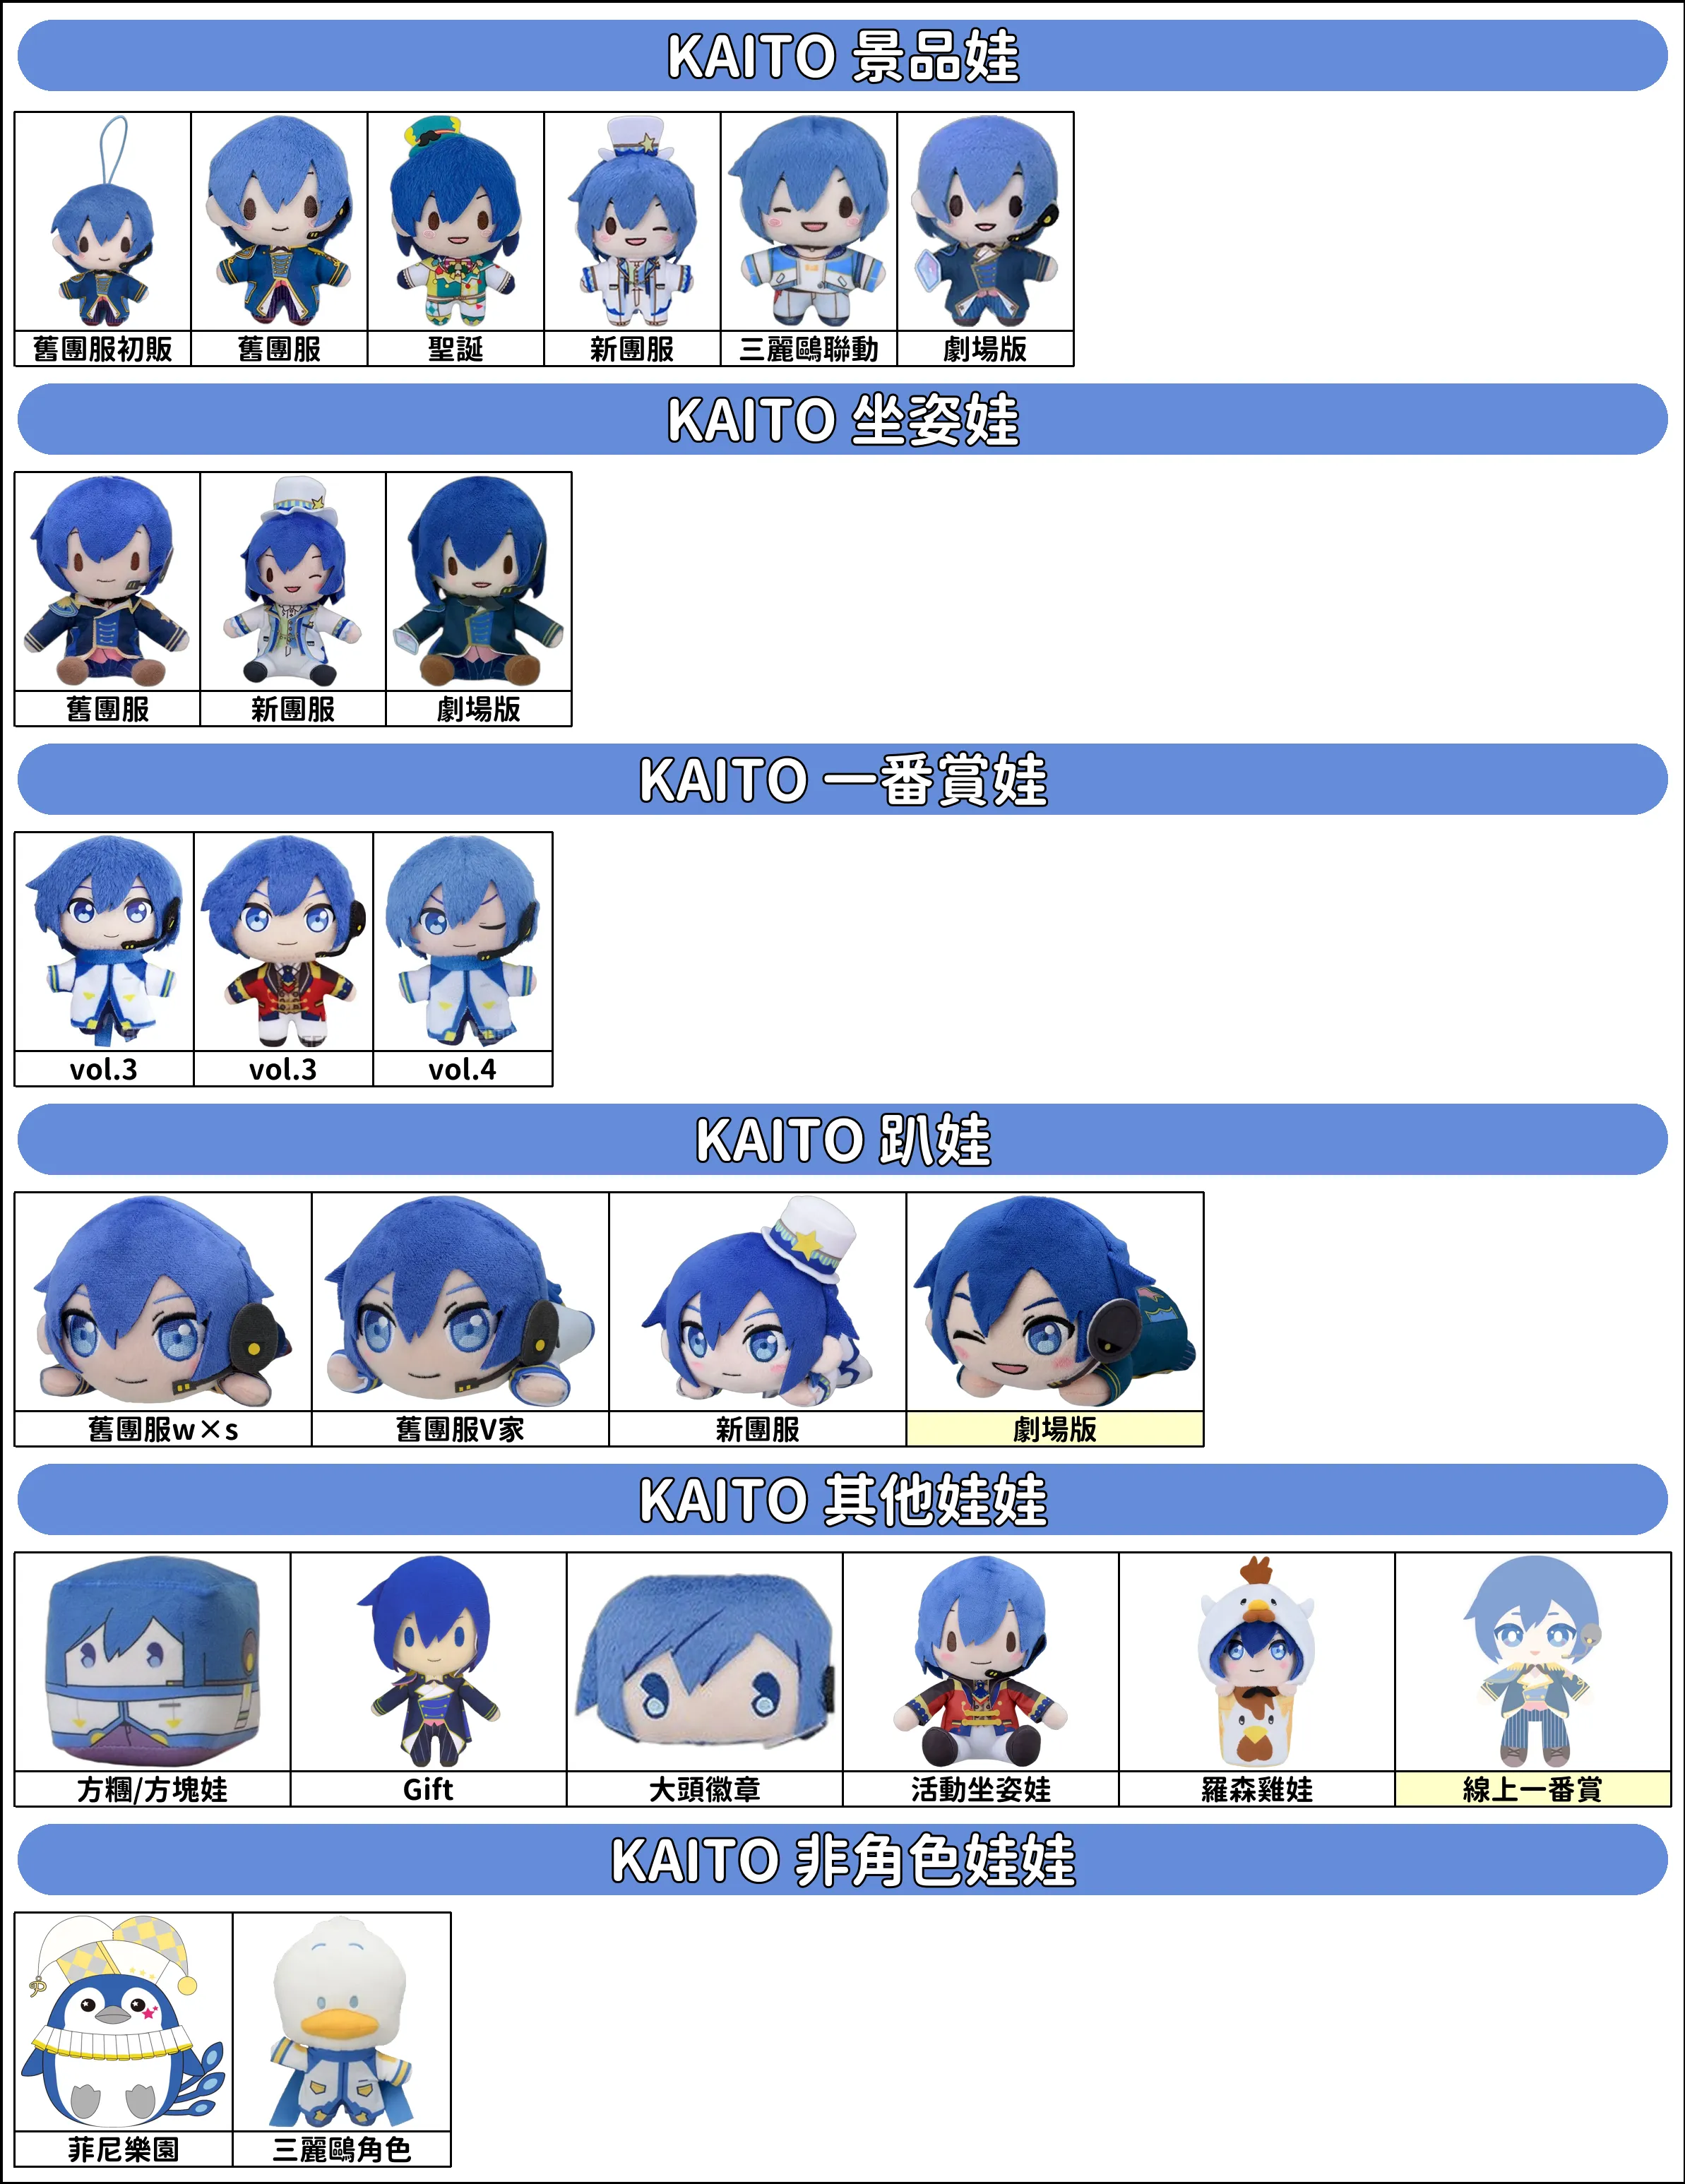 KAITO 景品娃
舊團服初販 舊團服 聖誕 新團服 三麗鷗聯動 劇場版
KAITO 坐姿娃
舊團服 新團服 劇場版
KAITO 一番賞娃
vol.3 vol.3 vol.4
KAITO 趴娃
舊團服w×s 舊團服V家 新團服 劇場版
KAITO 其他娃娃
方糰/方塊娃 Gift 大頭徽章 活動坐姿娃 羅森雞娃 線上一番賞
KAITO 非角色娃娃
菲尼樂園 三麗鷗角色